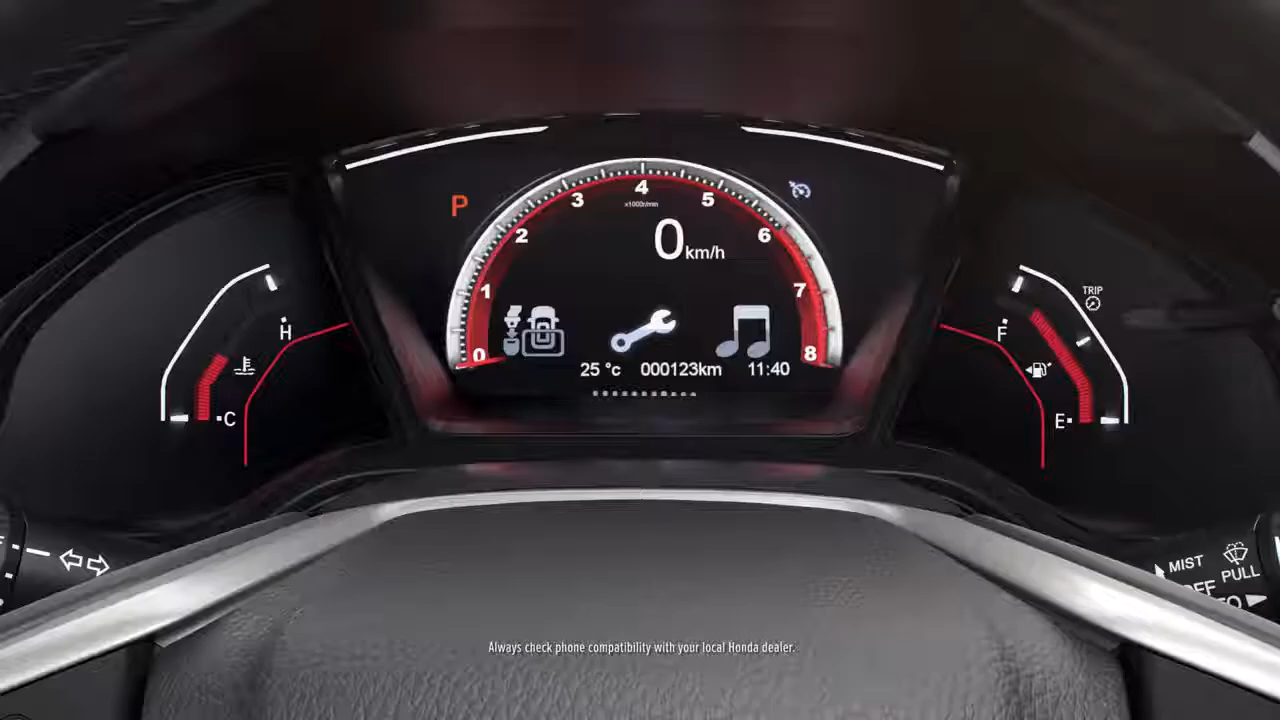 4
3
5
x1000r/min
P
2
6
0km/h
1
7
TRIP
H
F
0
8
25 °c 000123km 11:40
C
E
MIST
OFF
PULL
Always check phone compatibility with your local Honda dealer.